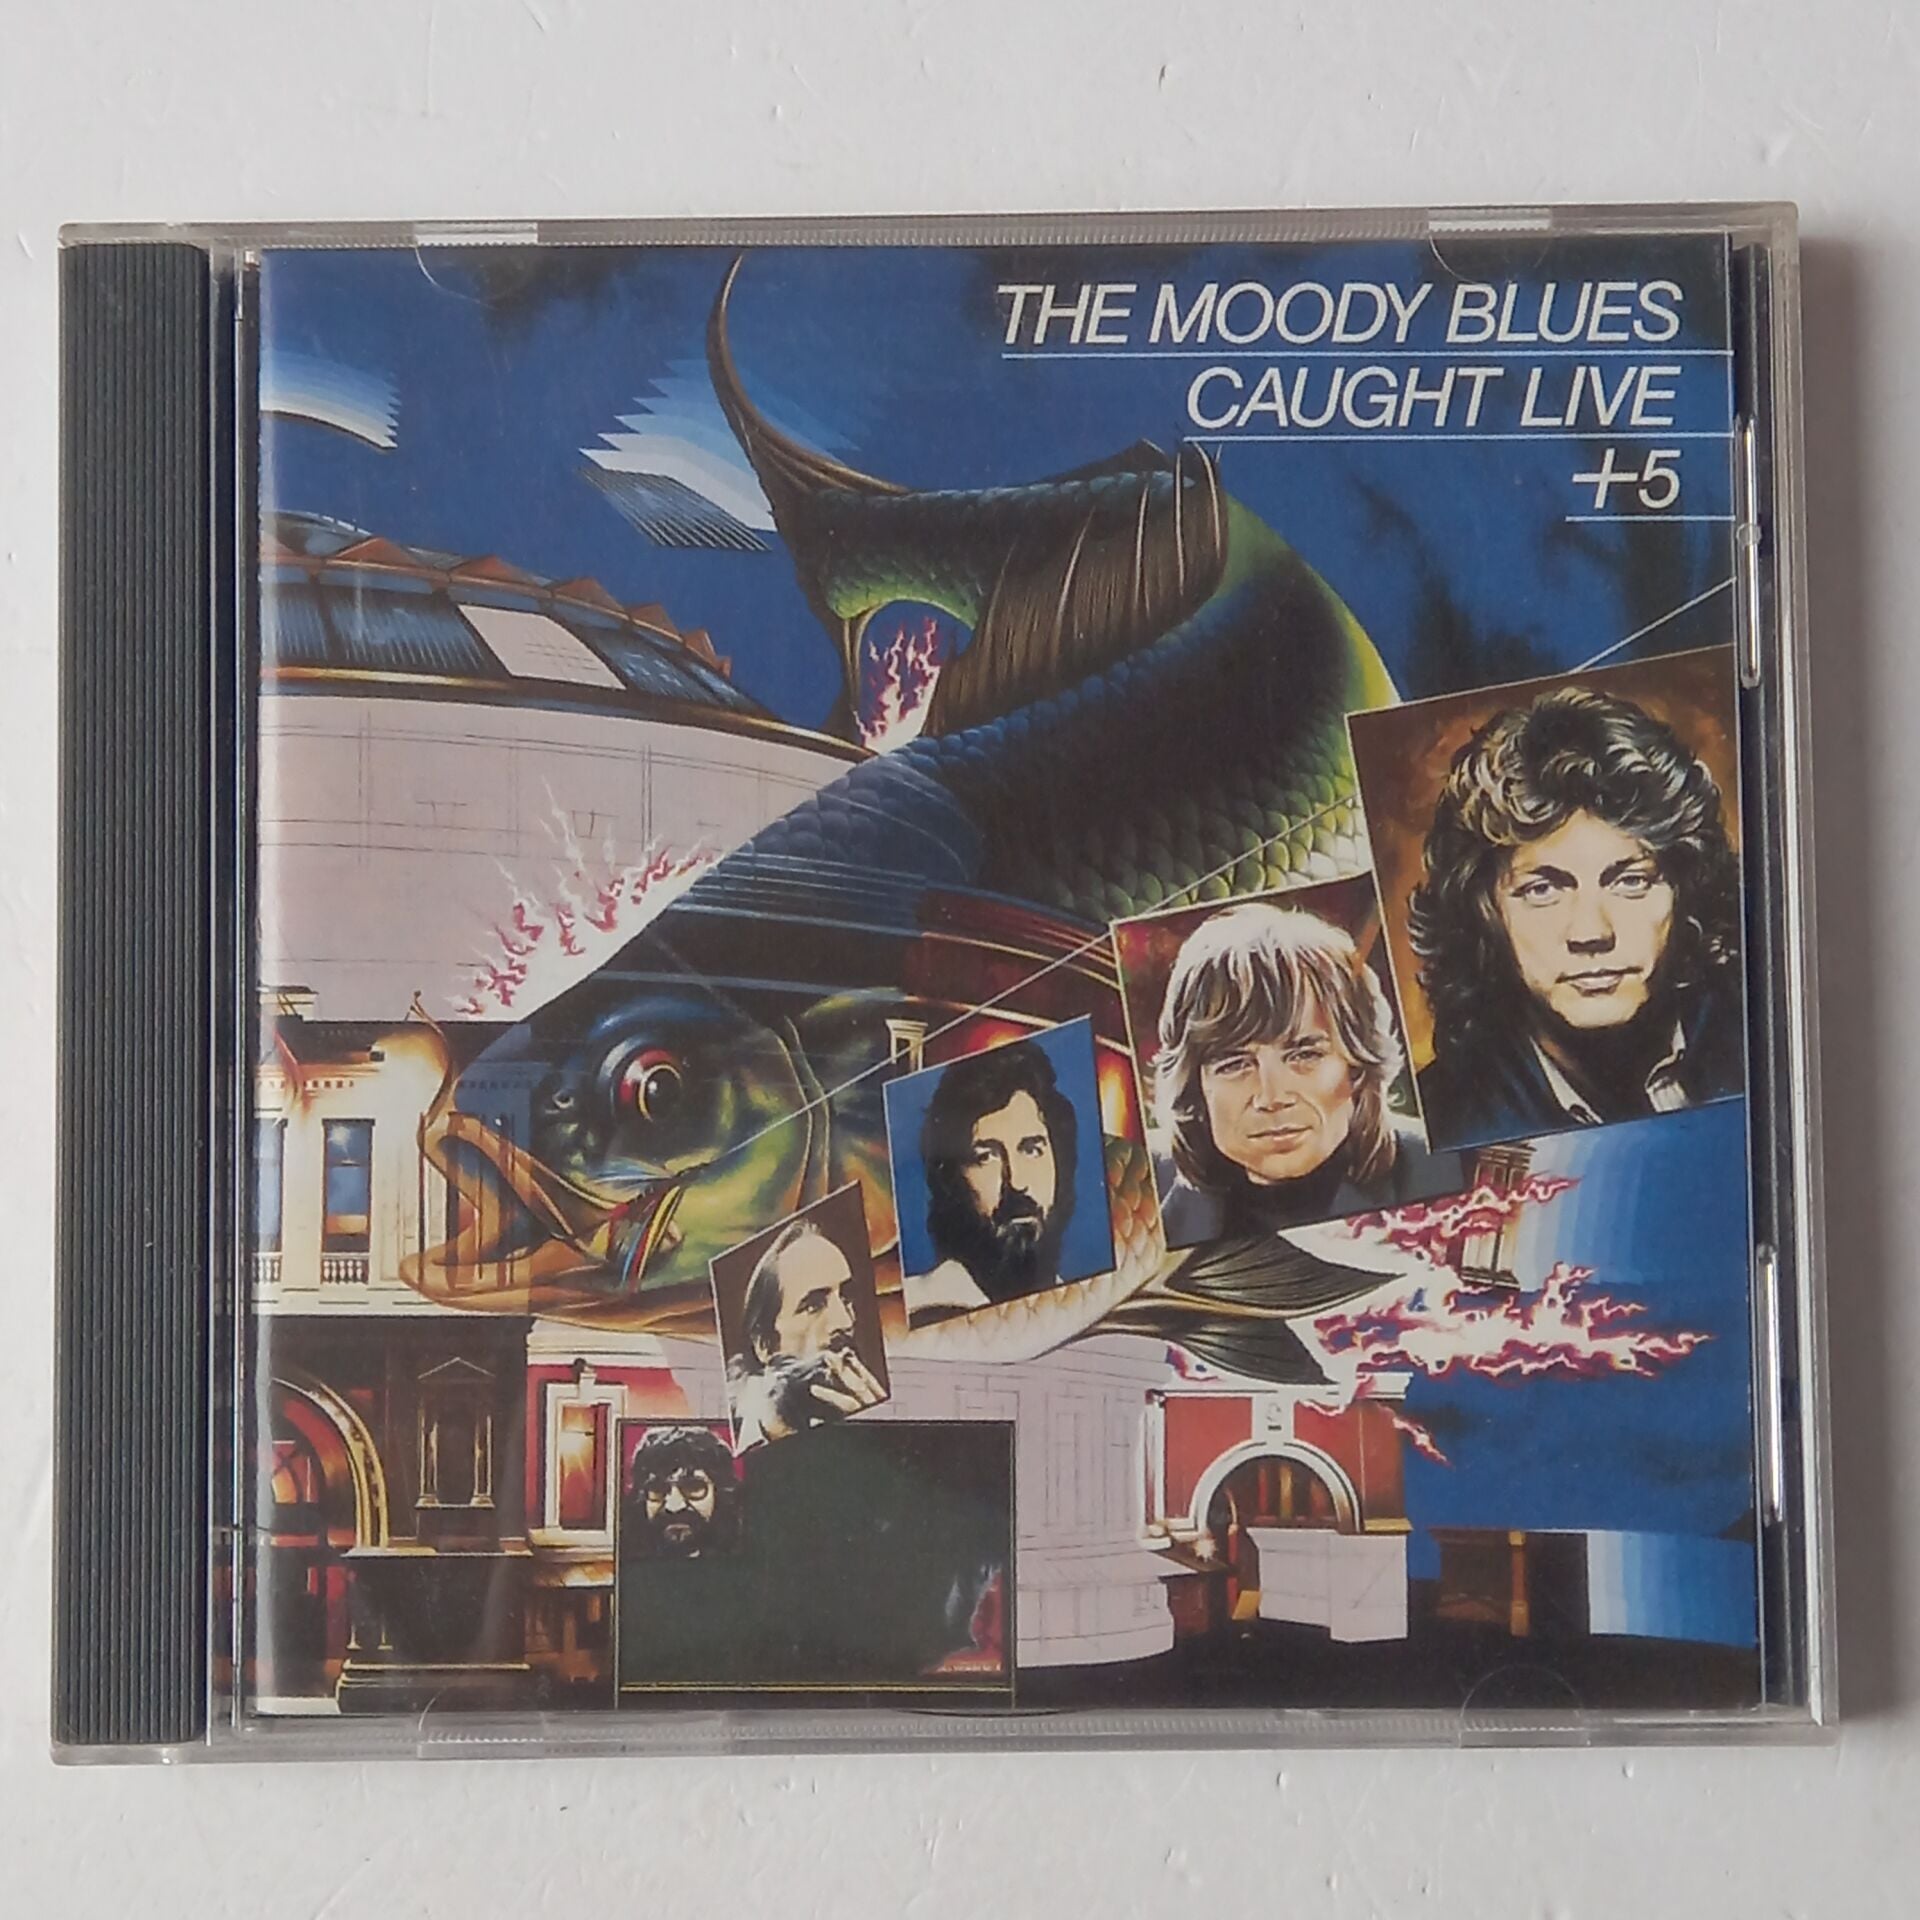 THE MOODY BLUES
CAUGHT LIVE
+5